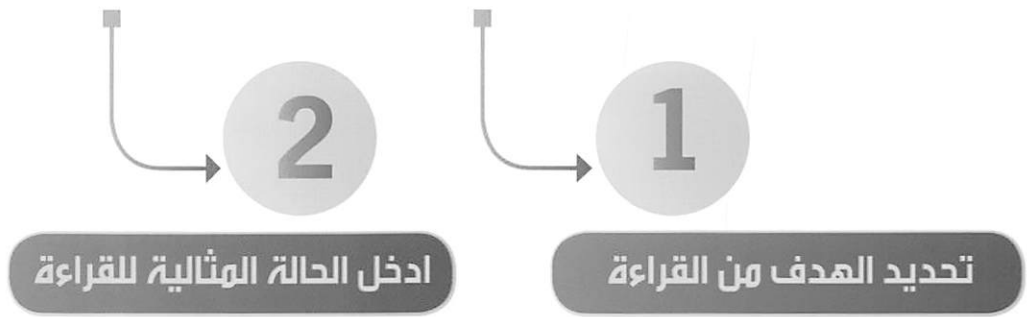 1
تحديد الهدف من القراءة
2
ادخل الحالة المثالية للقراءة